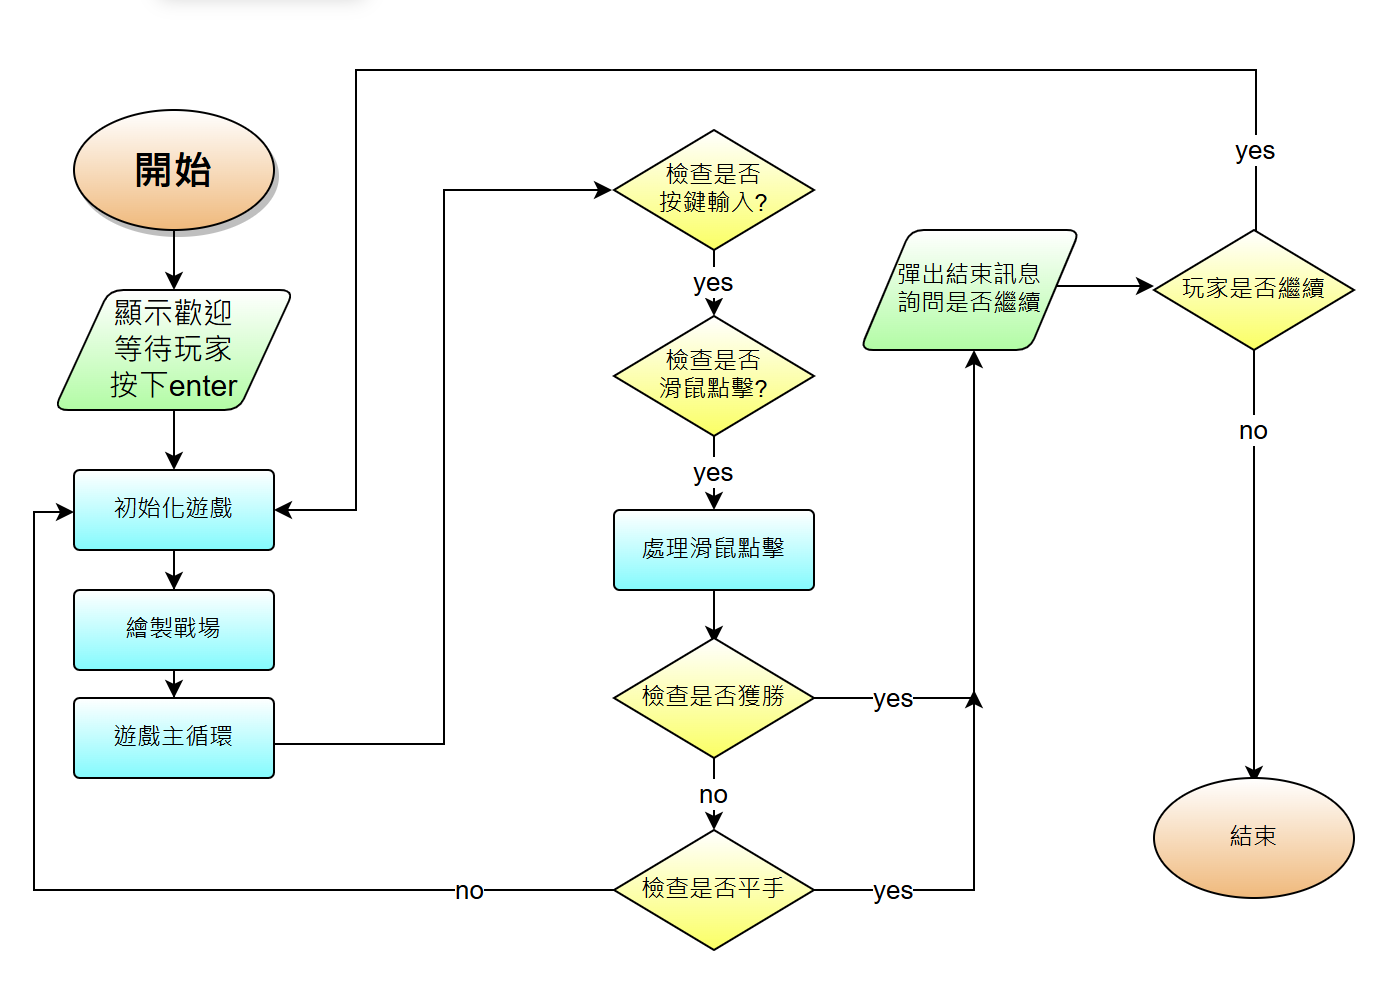 開始
顯示歡迎
等待玩家
按下enter
初始化遊戲
繪製戰場
遊戲主循環
檢查是否
按鍵輸入?
yes
檢查是否
滑鼠點擊?
yes
處理滑鼠點擊
檢查是否獲勝
yes
no
檢查是否平手
yes
no
彈出結束訊息
詢問是否繼續
玩家是否繼續
yes
no
結束